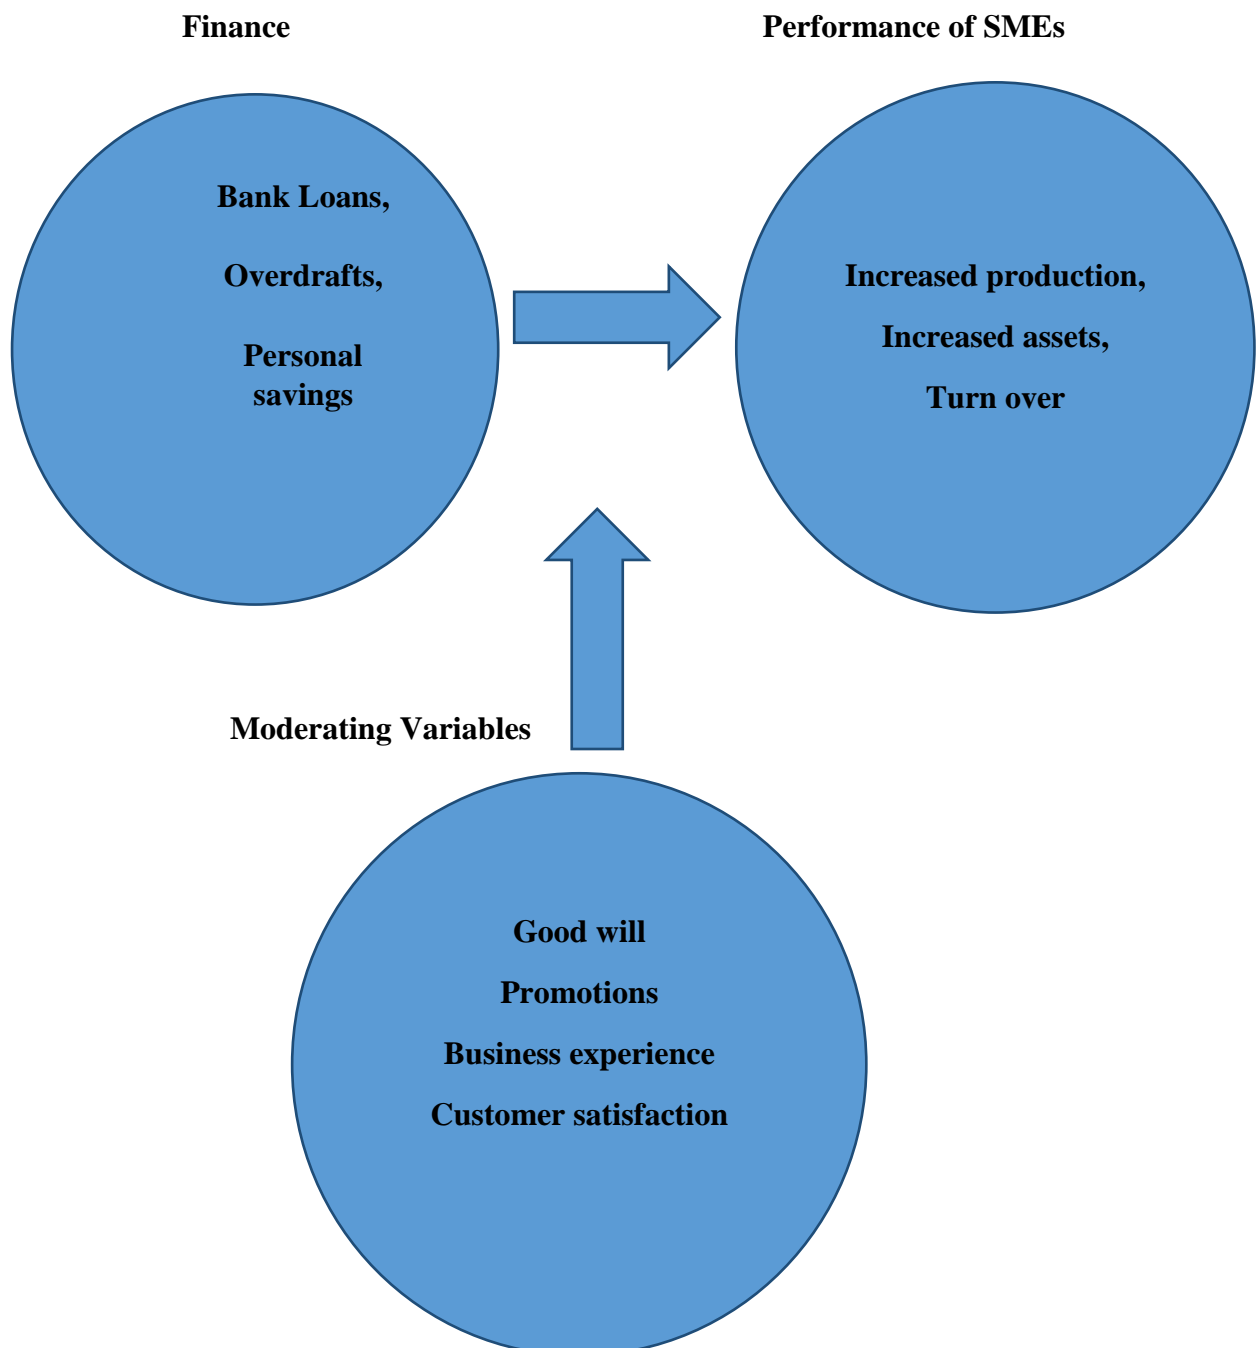 Finance
Performance of SMEs
Bank Loans,
Overdrafts,
Personal
savings
Increased production,
Increased assets,
Turn over
Moderating Variables
Good will
Promotions
Business experience
Customer satisfaction